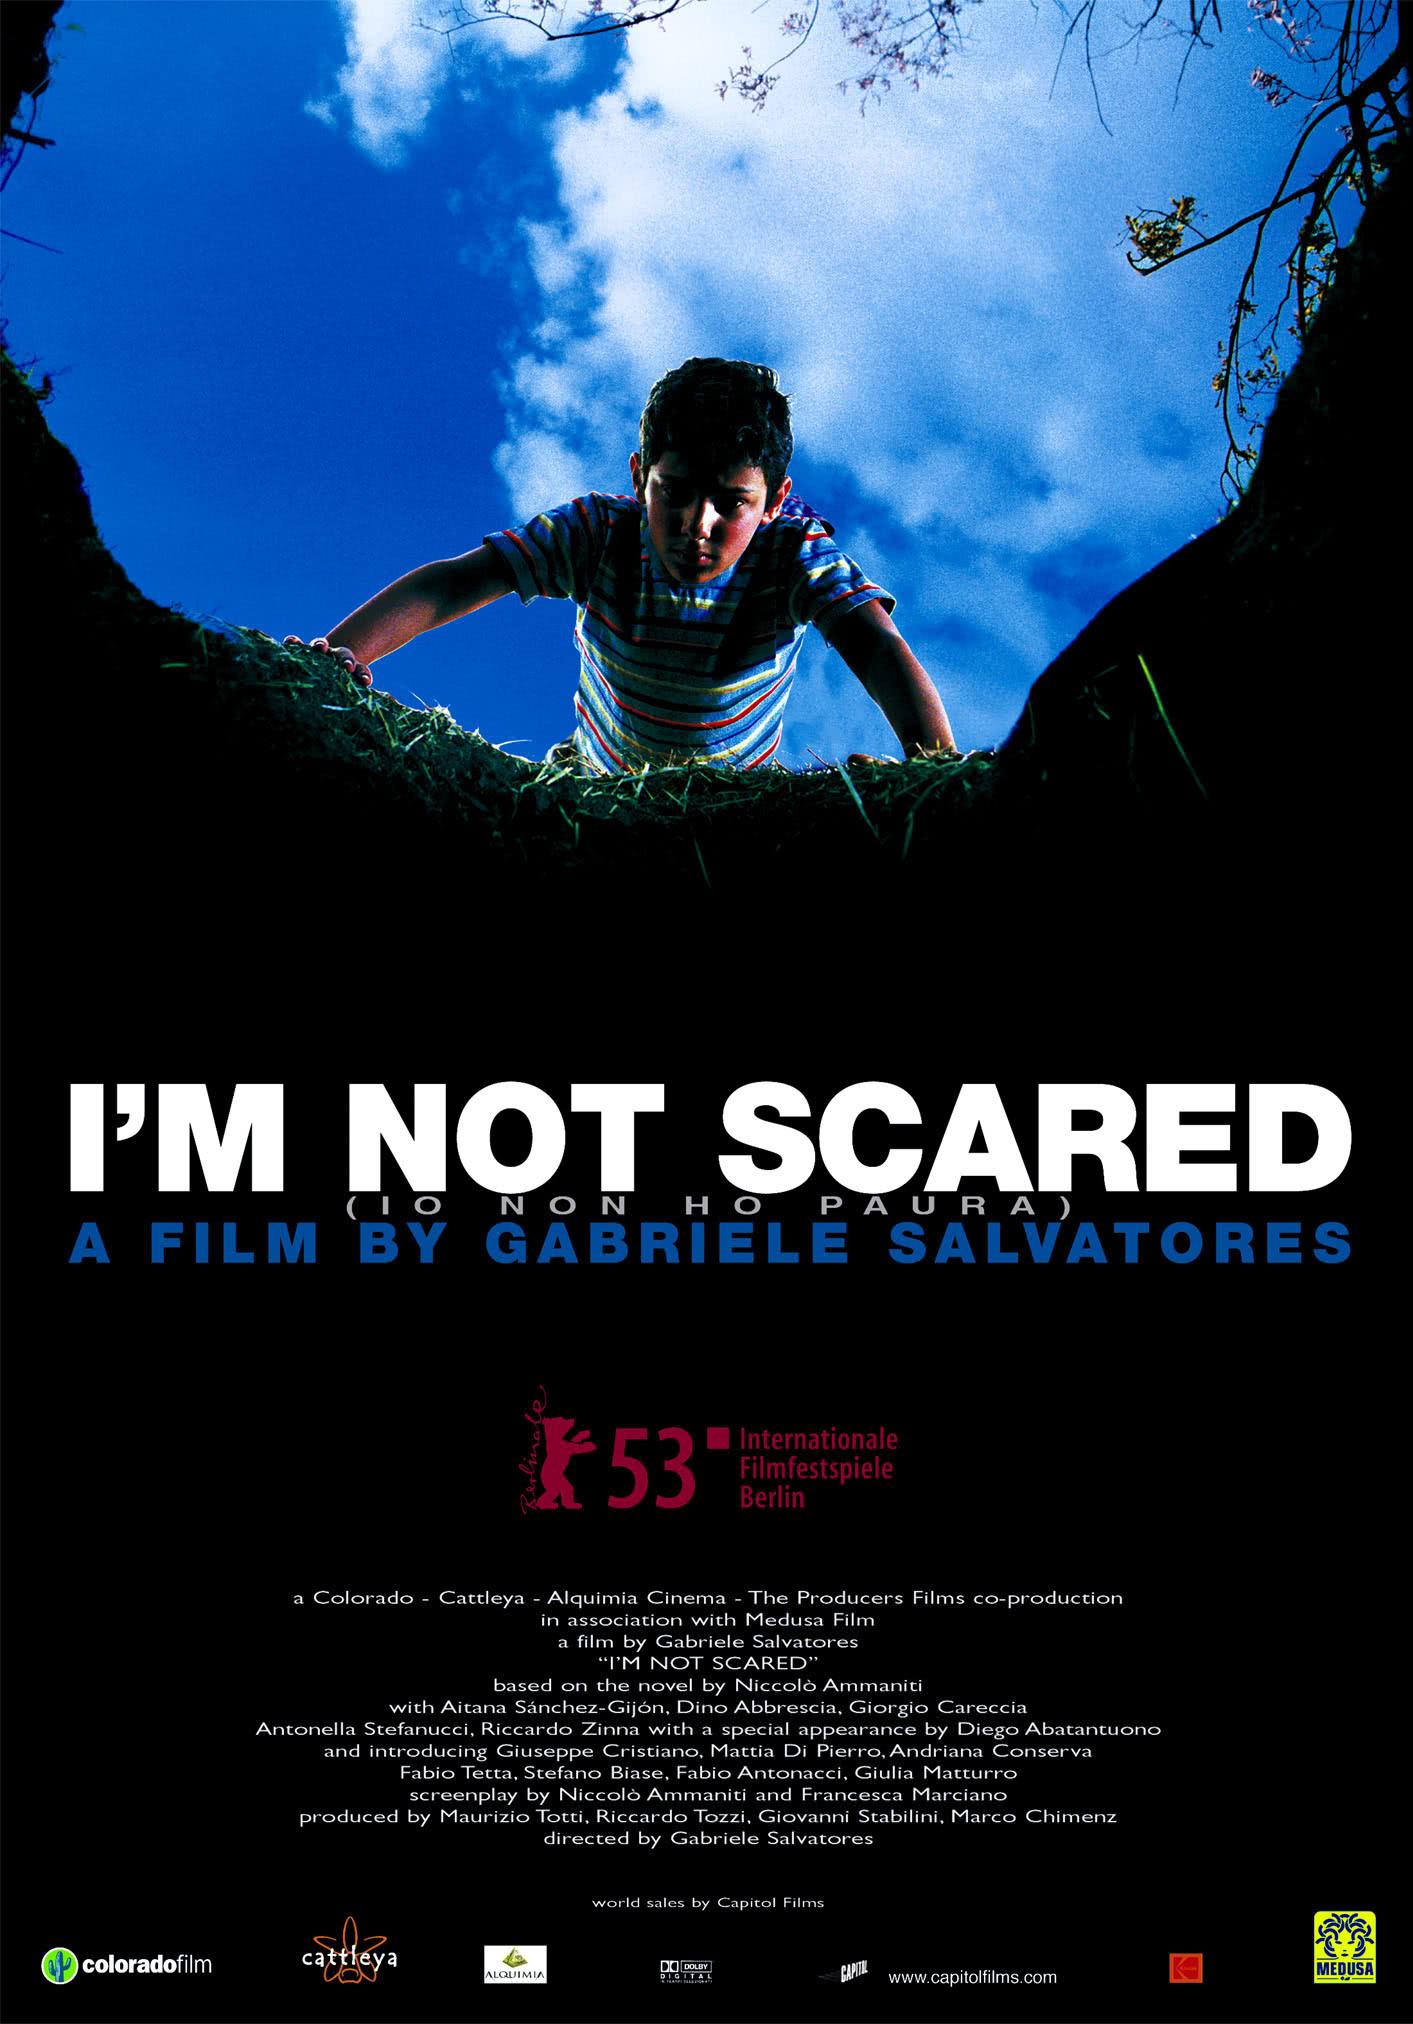 I'M NOT SCARED
(IO NON HO PAURA)
A FILM BY GABRIELE SALVATORES
Berlinale
53
Internationale
Filmfestspiele
Berlin
a Colorado - Cattleya - Alquimia Cinema - The Producers Films co-production
in association with Medusa Film
a film by Gabriele Salvatores
“I'M NOT SCARED”
based on the novel by Niccolò Ammaniti
with Aitana Sánchez-Gijón, Dino Abbrescia, Giorgio Careccia
Antonella Stefanucci, Riccardo Zinna with a special appearance by Diego Abatantuono
and introducing Giuseppe Cristiano, Mattia Di Pierro, Andriana Conserva
Fabio Tetta, Stefano Biase, Fabio Antonacci, Giulia Matturro
screenplay by Niccolò Ammaniti and Francesca Marciano
produced by Maurizio Totti, Riccardo Tozzi, Giovanni Stabilini, Marco Chimenz
directed by Gabriele Salvatores
world sales by Capitol Films
coloradofilm
cattleya
ALQUIMIA
DOLBY
DIGITAL
CAPITOL
www.capitolfilms.com
MEDUSA